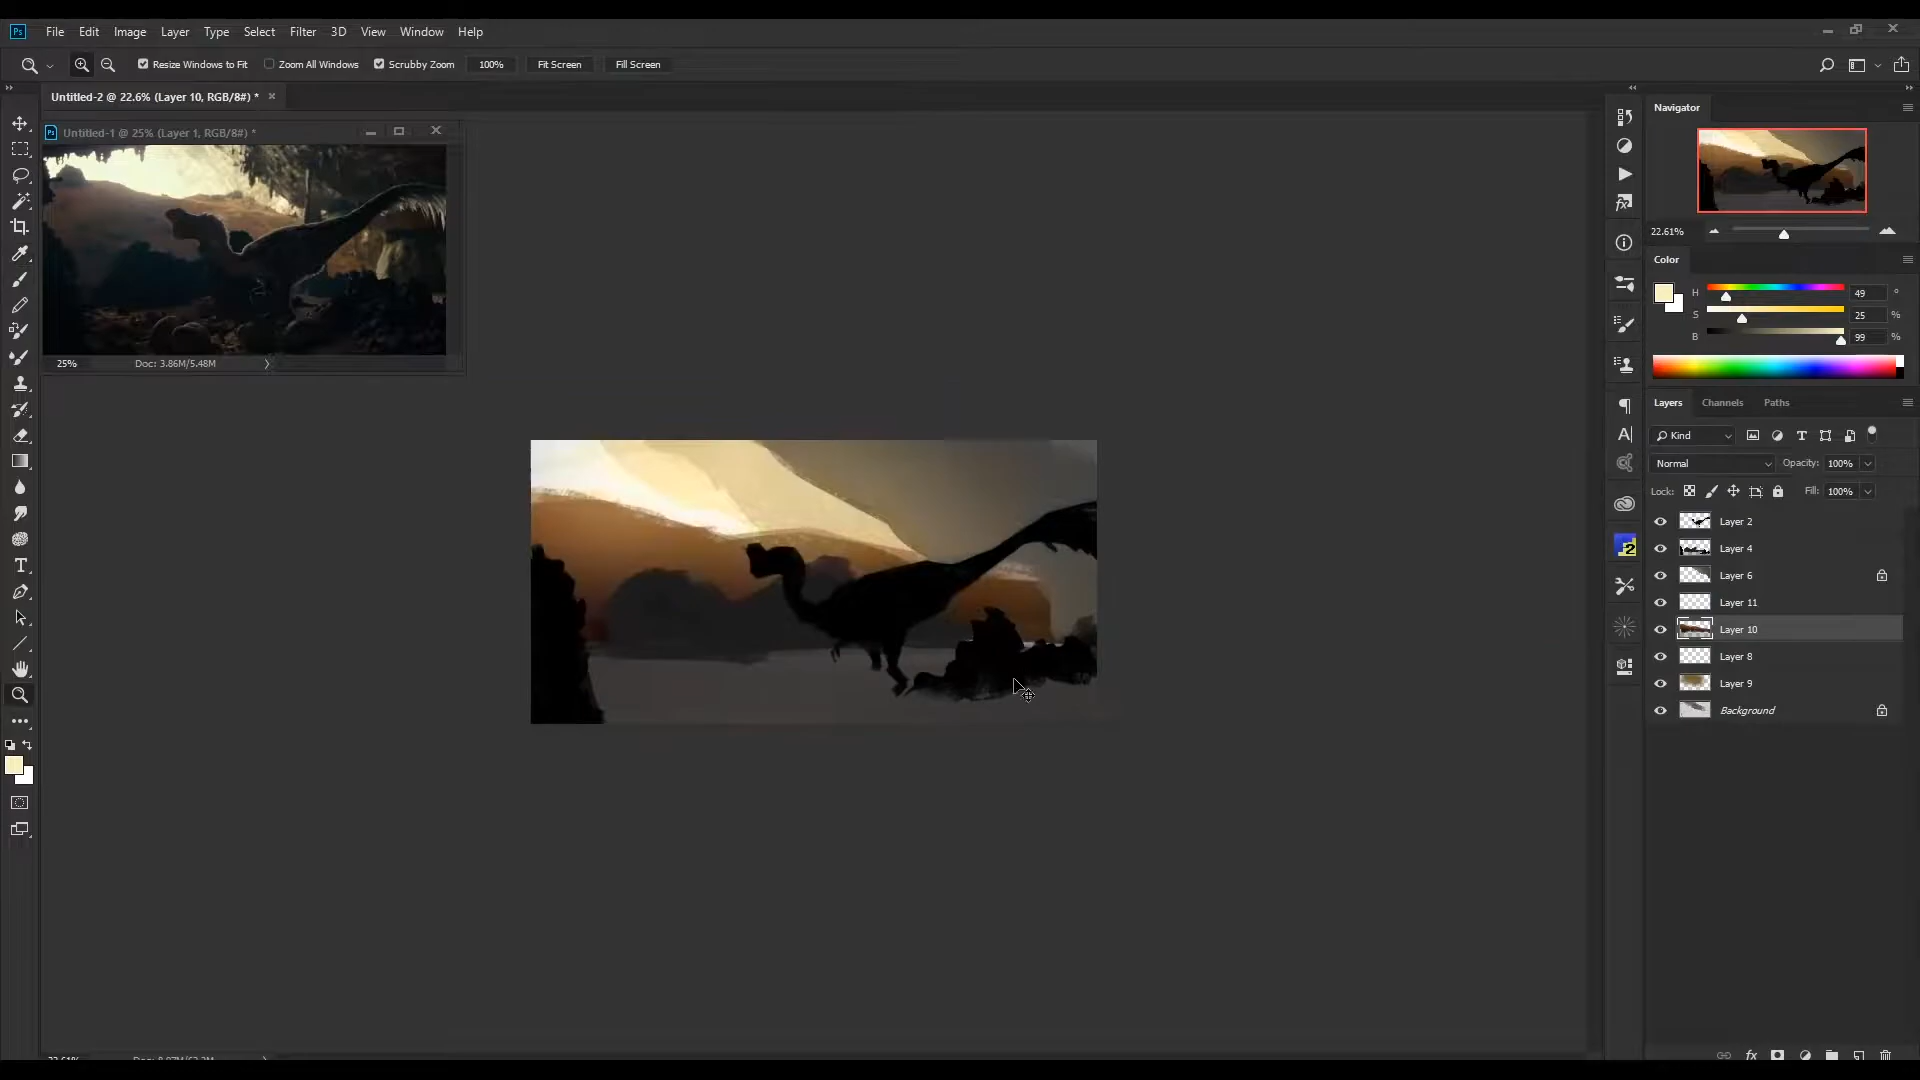 Ps File Edit Image Layer Type Select Filter 3D View Window Help
Resize Windows to Fit Zoom All Windows Scrubby Zoom 100% Fit Screen Fill Screen
Untitled-2 @ 22.6% (Layer 10, RGB/8#) *
Ps Untitled-1 @ 25% (Layer 1, RGB/8#) *
25% Doc: 3.86M/5.48M
Navigator
22.61%
Color
H 49 °
S 25 %
B 99 %
Layers Channels Paths
Kind
Normal Opacity: 100%
Lock: Fill: 100%
Layer 2
Layer 4
Layer 6
Layer 11
Layer 10
Layer 8
Layer 9
Background